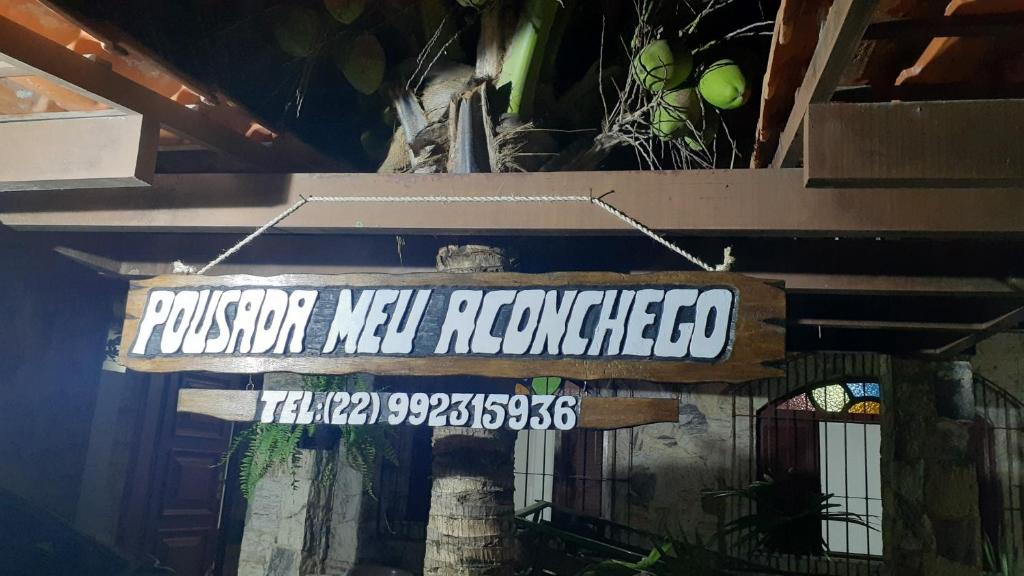 POUSADA MEU ACONCHEGO
TEL:(22) 992315936